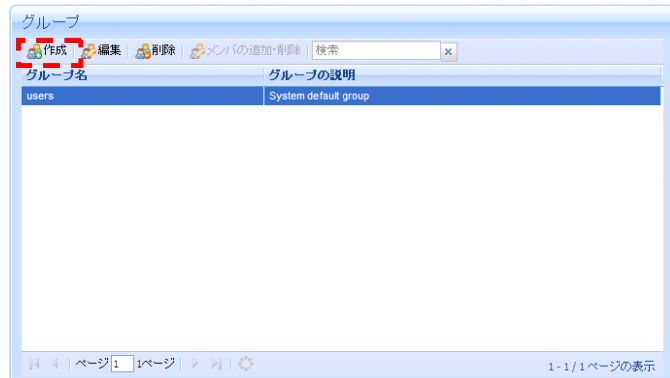 グループ
作成 編集 削除 メンバの追加・削除 検索
グループ名 グループの説明
users System default group
ページ 1 1ページ 1 - 1 / 1 ページの表示